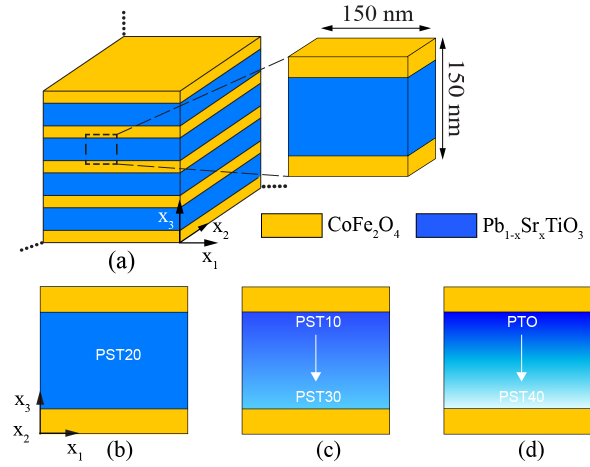 150 nm
150 nm
x₃
x₂
x₁
(a)
CoFe₂O₄
Pb₁₋ₓSrₓTiO₃
PST20
x₃
x₂
x₁
(b)
PST10
PST30
(c)
PTO
PST40
(d)